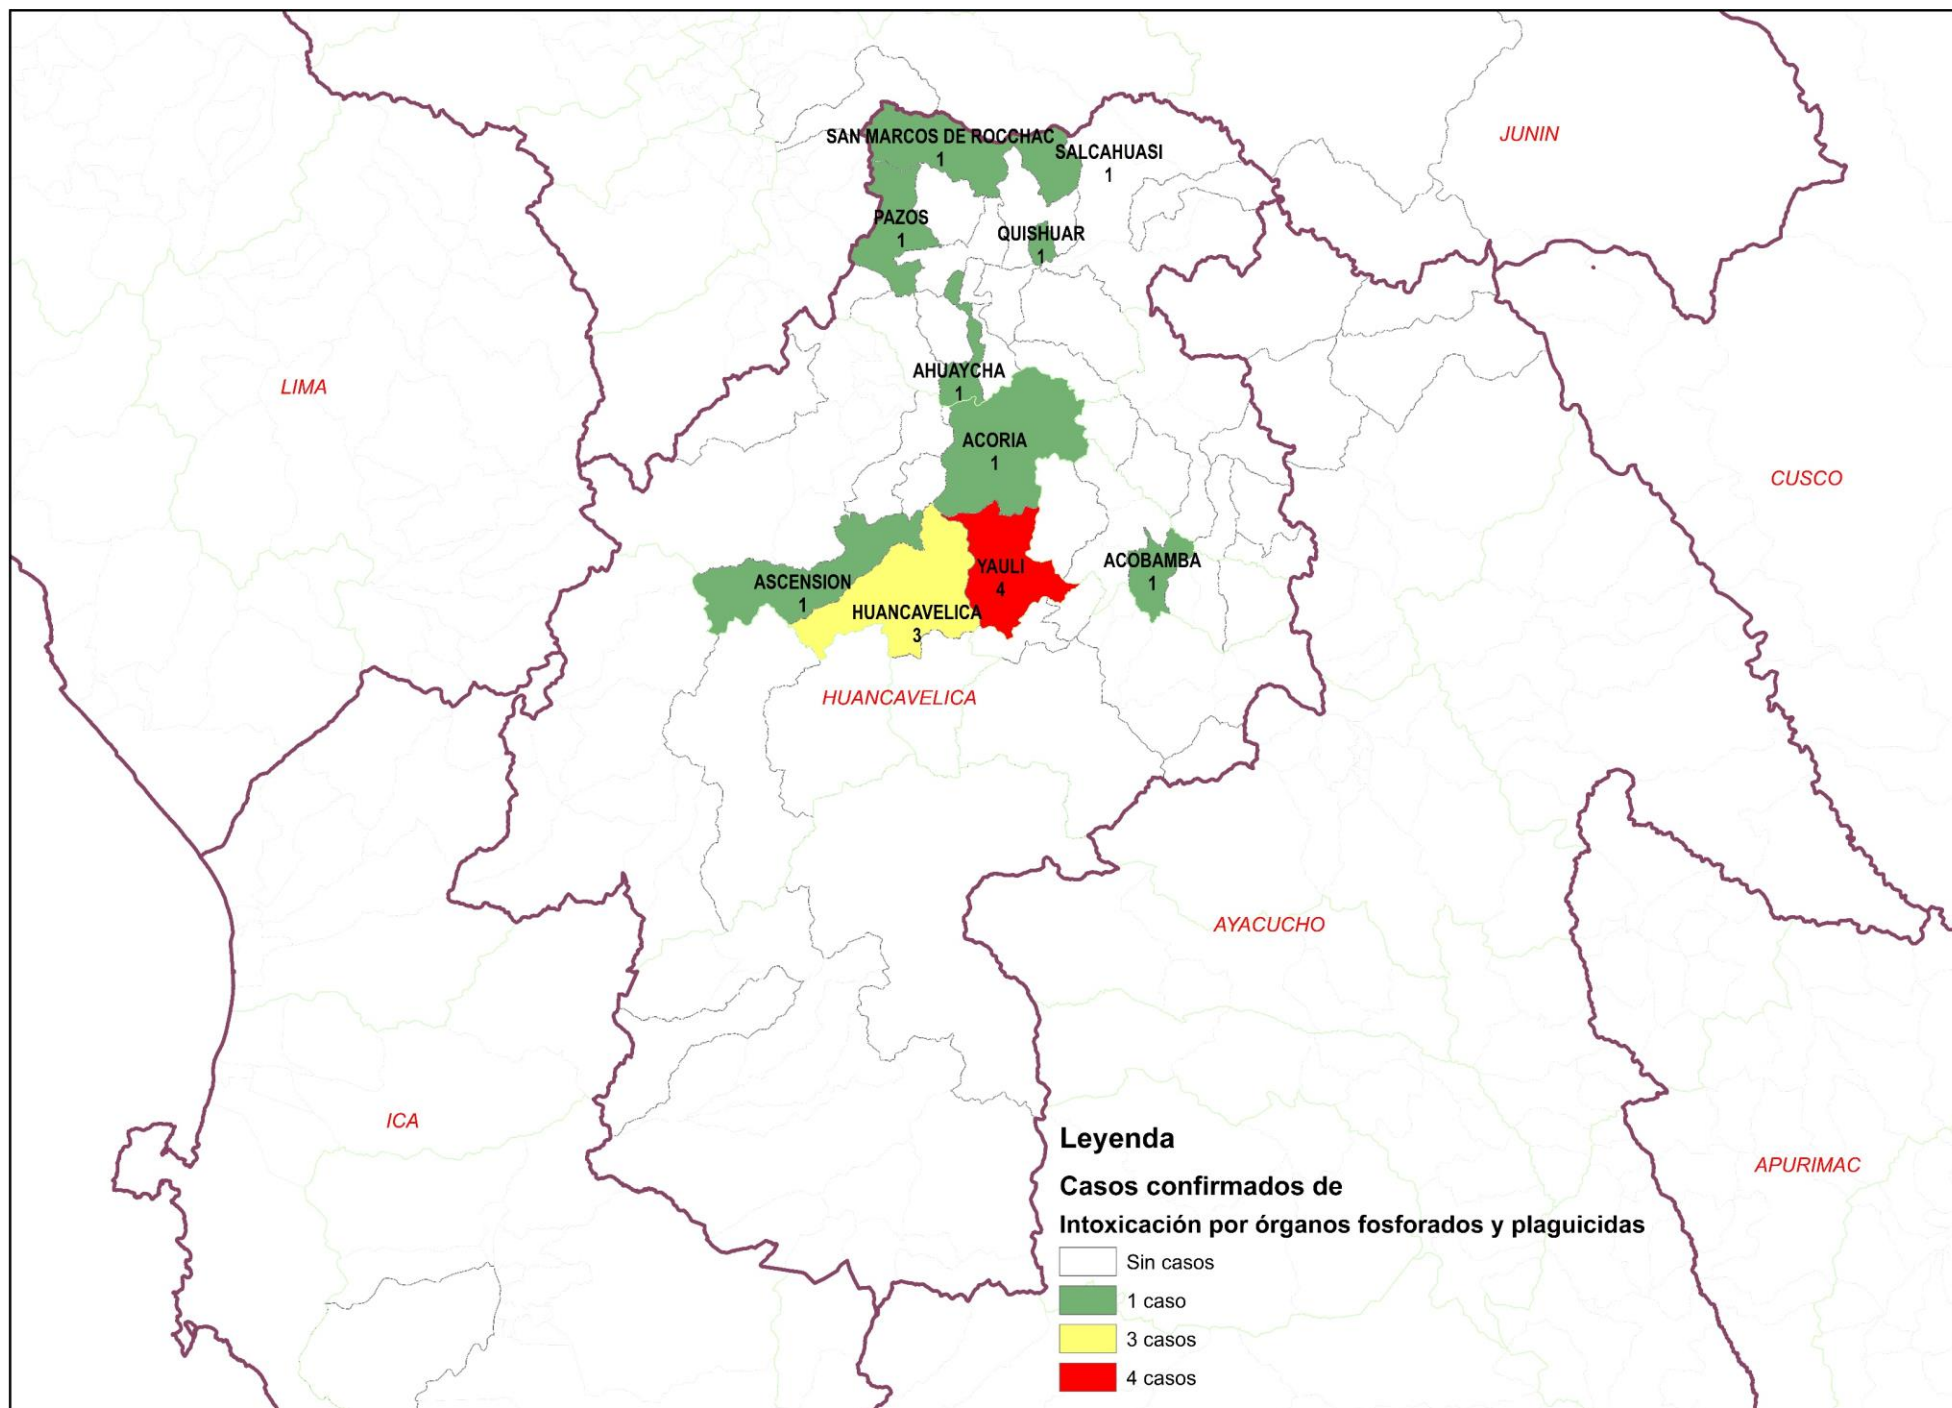 JUNIN
SAN MARCOS DE ROCCHAC
1
SALCAHUASI
1
PAZOS
1
QUISHUAR
1
LIMA
AHUAYCHA
1
ACORIA
1
CUSCO
ASCENSION
1
HUANCAVELICA
3
YAULI
4
ACOBAMBA
1
HUANCAVELICA
AYACUCHO
ICA
APURIMAC
Leyenda
Casos confirmados de
Intoxicación por órganos fosforados y plaguicidas
Sin casos
1 caso
3 casos
4 casos